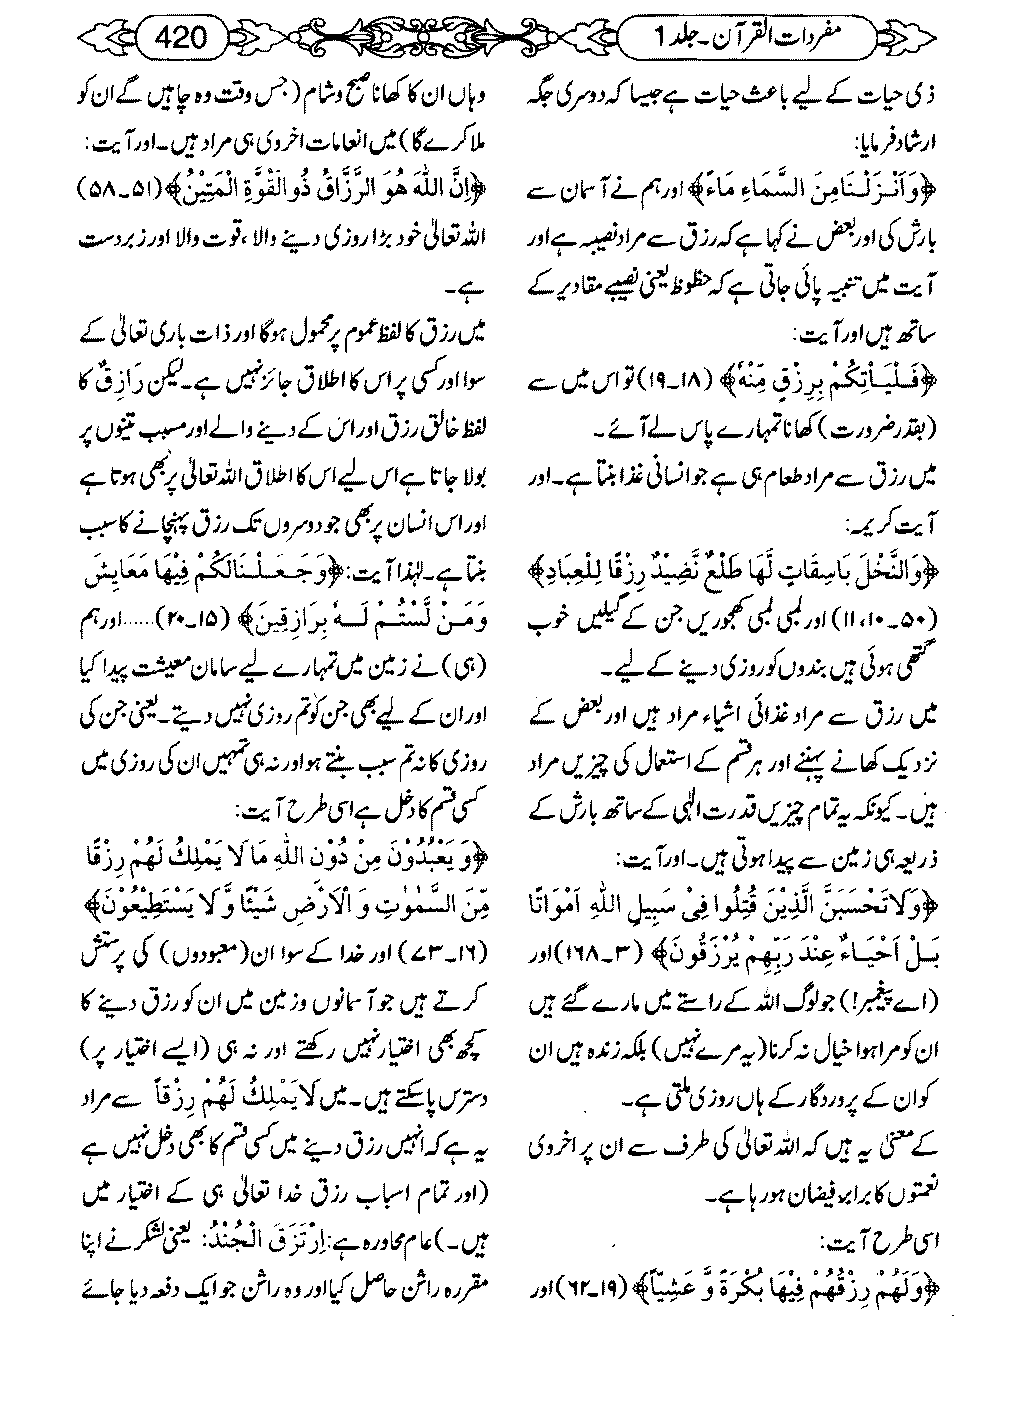 مفردات القرآن۔جلد 1
420
ذی حیات کے لیے باعث حیات ہے جیسا کہ دوسری جگہ
ارشاد فرمایا:
﴿وَاَنْزَلْنَامِنَ السَّمَاءِ مَاءً﴾ اور ہم نے آسمان سے
بارش کی اور بعض نے کہا ہے کہ رزق سے مراد نصیبہ ہے اور
آیت میں تنبیہ پائی جاتی ہے کہ حظوظ یعنی نصیبے مقادیر کے
ساتھ ہیں اور آیت:
﴿فَلْيَأْتِكُمْ بِرِزْقٍ مِّنْهُ﴾ (۱۸۔۱۹) تو اس میں سے
(بقدر ضرورت) کھانا تمہارے پاس لے آئے۔
میں رزق سے مراد طعام ہی ہے جو انسانی غذا بنتا ہے۔اور
آیت کریمہ:
﴿وَالنَّخْلَ بَاسِقَاتٍ لَّهَا طَلْعٌ نَّضِيْدٌ رِزْقًا لِلْعِبَادِ﴾
(۵۰۔۱۰،۱۱) اور لمبی لمبی کھجوریں جن کے گیلیں خوب
گتھی ہوئی ہیں بندوں کو روزی دینے کے لیے۔
میں رزق سے مراد غذائی اشیاء مراد ہیں اور بعض کے
نزدیک کھانے پہننے اور ہر قسم کے استعمال کی چیزیں مراد
ہیں۔کیونکہ یہ تمام چیزیں قدرت الٰہی کے ساتھ بارش کے
ذریعہ ہی زمین سے پیدا ہوتی ہیں۔اور آیت:
﴿وَلَا تَحْسَبَنَّ الَّذِيْنَ قُتِلُوا فِیْ سَبِيلِ اللّٰهِ اَمْوَاتًا
بَلْ اَحْيَاءٌ عِنْدَ رَبِّهِمْ يُرْزَقُونَ﴾ (۳۔۱۶۸) اور
(اے پیغمبر!) جو لوگ اللہ کے راستے میں مارے گئے ہیں
ان کو مرا ہوا خیال نہ کرنا (یہ مرے نہیں) بلکہ زندہ ہیں ان
کو ان کے پروردگار کے ہاں روزی ملتی ہے۔
کے معنی یہ ہیں کہ اللہ تعالیٰ کی طرف سے ان پر اخروی
نعمتوں کا برابر فیضان ہو رہا ہے۔
اسی طرح آیت:
﴿وَلَهُمْ رِزْقُهُمْ فِيْهَا بُكْرَةً وَّ عَشِيًّا﴾ (۱۹۔۶۲) اور
وہاں ان کا کھانا صبح وشام (جس وقت وہ چاہیں گے ان کو
ملا کرے گا) میں انعامات اخروی ہی مراد ہیں۔اور آیت:
﴿اِنَّ اللّٰهَ هُوَ الرَّزَّاقُ ذُو الْقُوَّةِ الْمَتِيْنُ﴾ (۵۱۔۵۸)
اللہ تعالیٰ خود بڑا روزی دینے والا، قوت والا اور زبردست
ہے۔
میں رزق کا لفظ عموم پر محمول ہوگا اور ذات باری تعالیٰ کے
سوا اور کسی پر اس کا اطلاق جائز نہیں ہے۔لیکن رَازِقٌ کا
لفظ خالق رزق اور اس کے دینے والے اور مسبب تینوں پر
بولا جاتا ہے اس لیے اس کا اطلاق اللہ تعالیٰ پر بھی ہوتا ہے
اور اس انسان پر بھی جو دوسروں تک رزق پہنچانے کا سبب
بنتا ہے۔لہٰذا آیت: ﴿وَجَعَلْنَالَكُمْ فِيْهَا مَعَايِشَ
وَمَنْ لَّسْتُمْ لَهٗ بِرَازِقِيْنَ﴾ (۱۵۔۲۰)......اور ہم
(ہی) نے زمین میں تمہارے لیے سامان معیشت پیدا کیا
اور ان کے لیے بھی جن کو تم روزی نہیں دیتے۔یعنی جن کی
روزی کا نہ تم سبب بنتے ہو اور نہ ہی تمہیں ان کی روزی میں
کسی قسم کا دخل ہے اسی طرح آیت:
﴿وَيَعْبُدُوْنَ مِنْ دُوْنِ اللّٰهِ مَالَا يَمْلِكُ لَهُمْ رِزْقًا
مِّنَ السَّمٰوٰتِ وَ الْاَرْضِ شَيْئًا وَّلَا يَسْتَطِيْعُوْنَ﴾
(۱۶۔۷۳) اور خدا کے سوا ان (معبودوں) کی پرستش
کرتے ہیں جو آسمانوں و زمین میں ان کو رزق دینے کا
کچھ بھی اختیار نہیں رکھتے اور نہ ہی (ایسے اختیار پر)
دسترس پا سکتے ہیں۔میں لَا يَمْلِكُ لَهُمْ رِزْقًا سے مراد
یہ ہے کہ انہیں رزق دینے میں کسی قسم کا بھی دخل نہیں ہے
(اور تمام اسباب رزق خدا تعالیٰ ہی کے اختیار میں
ہیں۔) عام محاورہ ہے: اِرْتَزَقَ الْجُنْدُ: یعنی لشکر نے اپنا
مقررہ راشن حاصل کیا اور وہ راشن جو ایک دفعہ دیا جائے